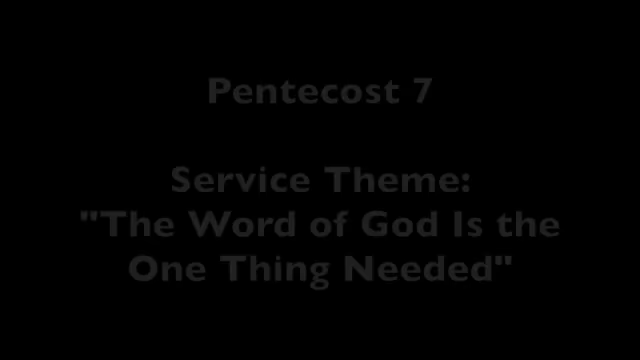 Pentecost 7
Service Theme:
"The Word of God Is the
One Thing Needed"